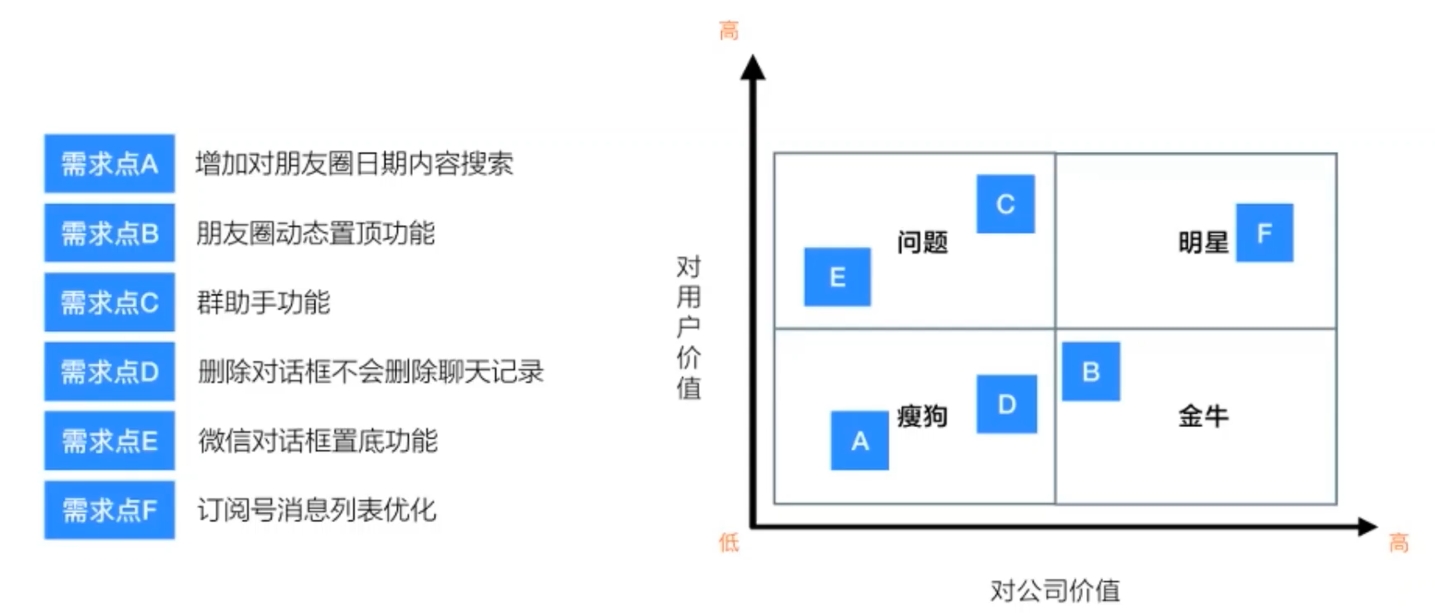 高
需求点A 增加对朋友圈日期内容搜索
需求点B 朋友圈动态置顶功能
需求点C 群助手功能
需求点D 删除对话框不会删除聊天记录
需求点E 微信对话框置底功能
需求点F 订阅号消息列表优化
对用户价值
C
问题
E
明星 F
B
D
瘦狗
A
金牛
低
高
对公司价值